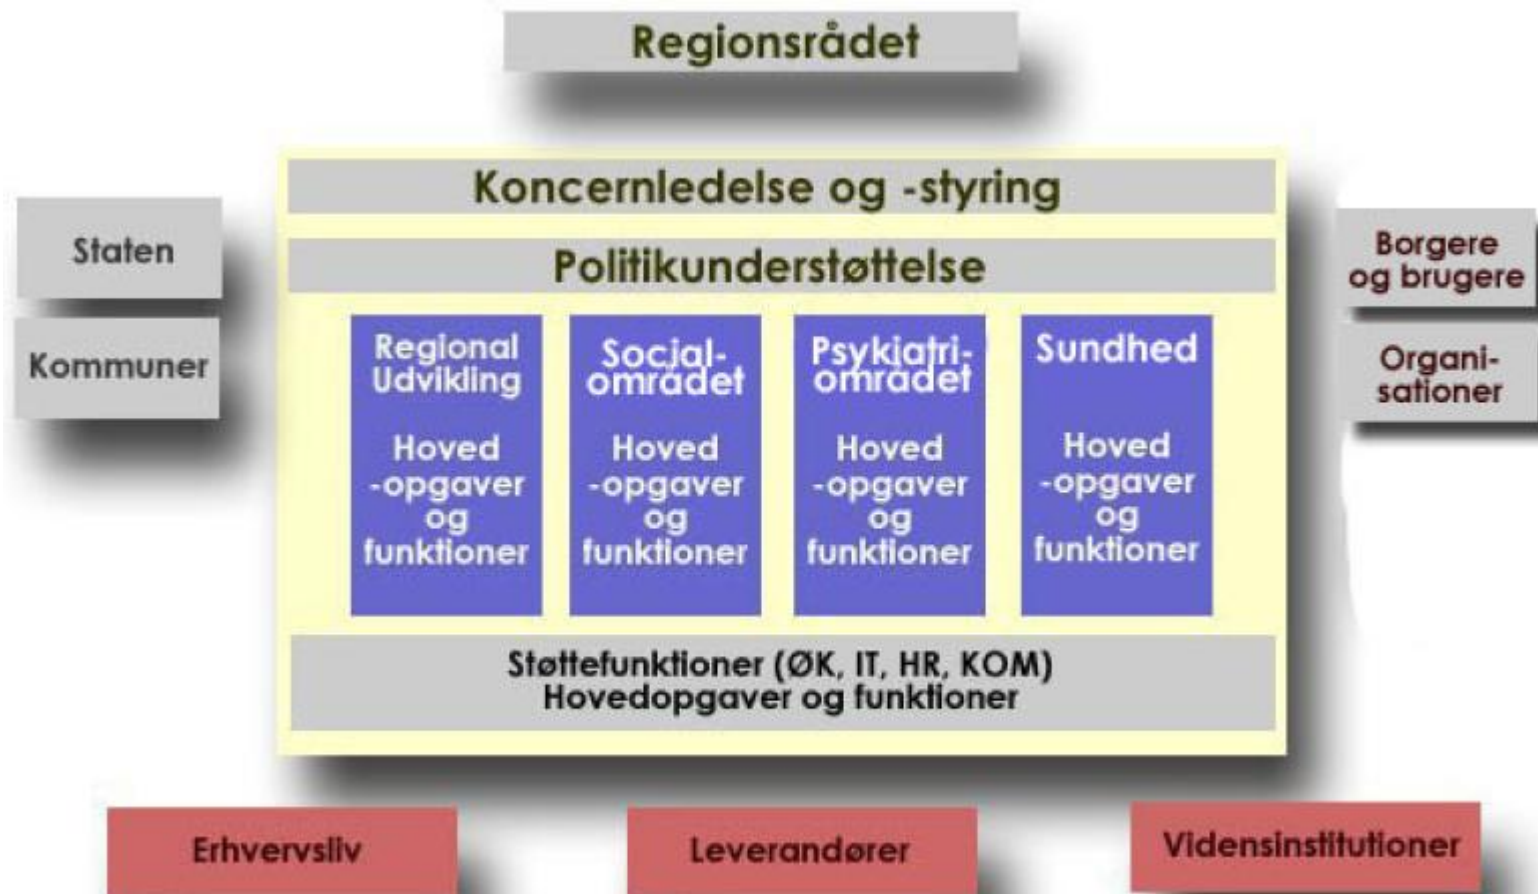 Regionsrådet
Koncernledelse og -styring
Politikunderstøttelse
Staten
Kommuner
Regional
Udvikling
Hoved
-opgaver
og
funktioner
Social-
området
Hoved
-opgaver
og
funktioner
Psykiatri-
området
Hoved
-opgaver
og
funktioner
Sundhed
Hoved
-opgaver
og
funktioner
Borgere
og brugere
Organi-
sationer
Støttefunktioner (ØK, IT, HR, KOM)
Hovedopgaver og funktioner
Erhvervsliv
Leverandører
Vidensinstitutioner